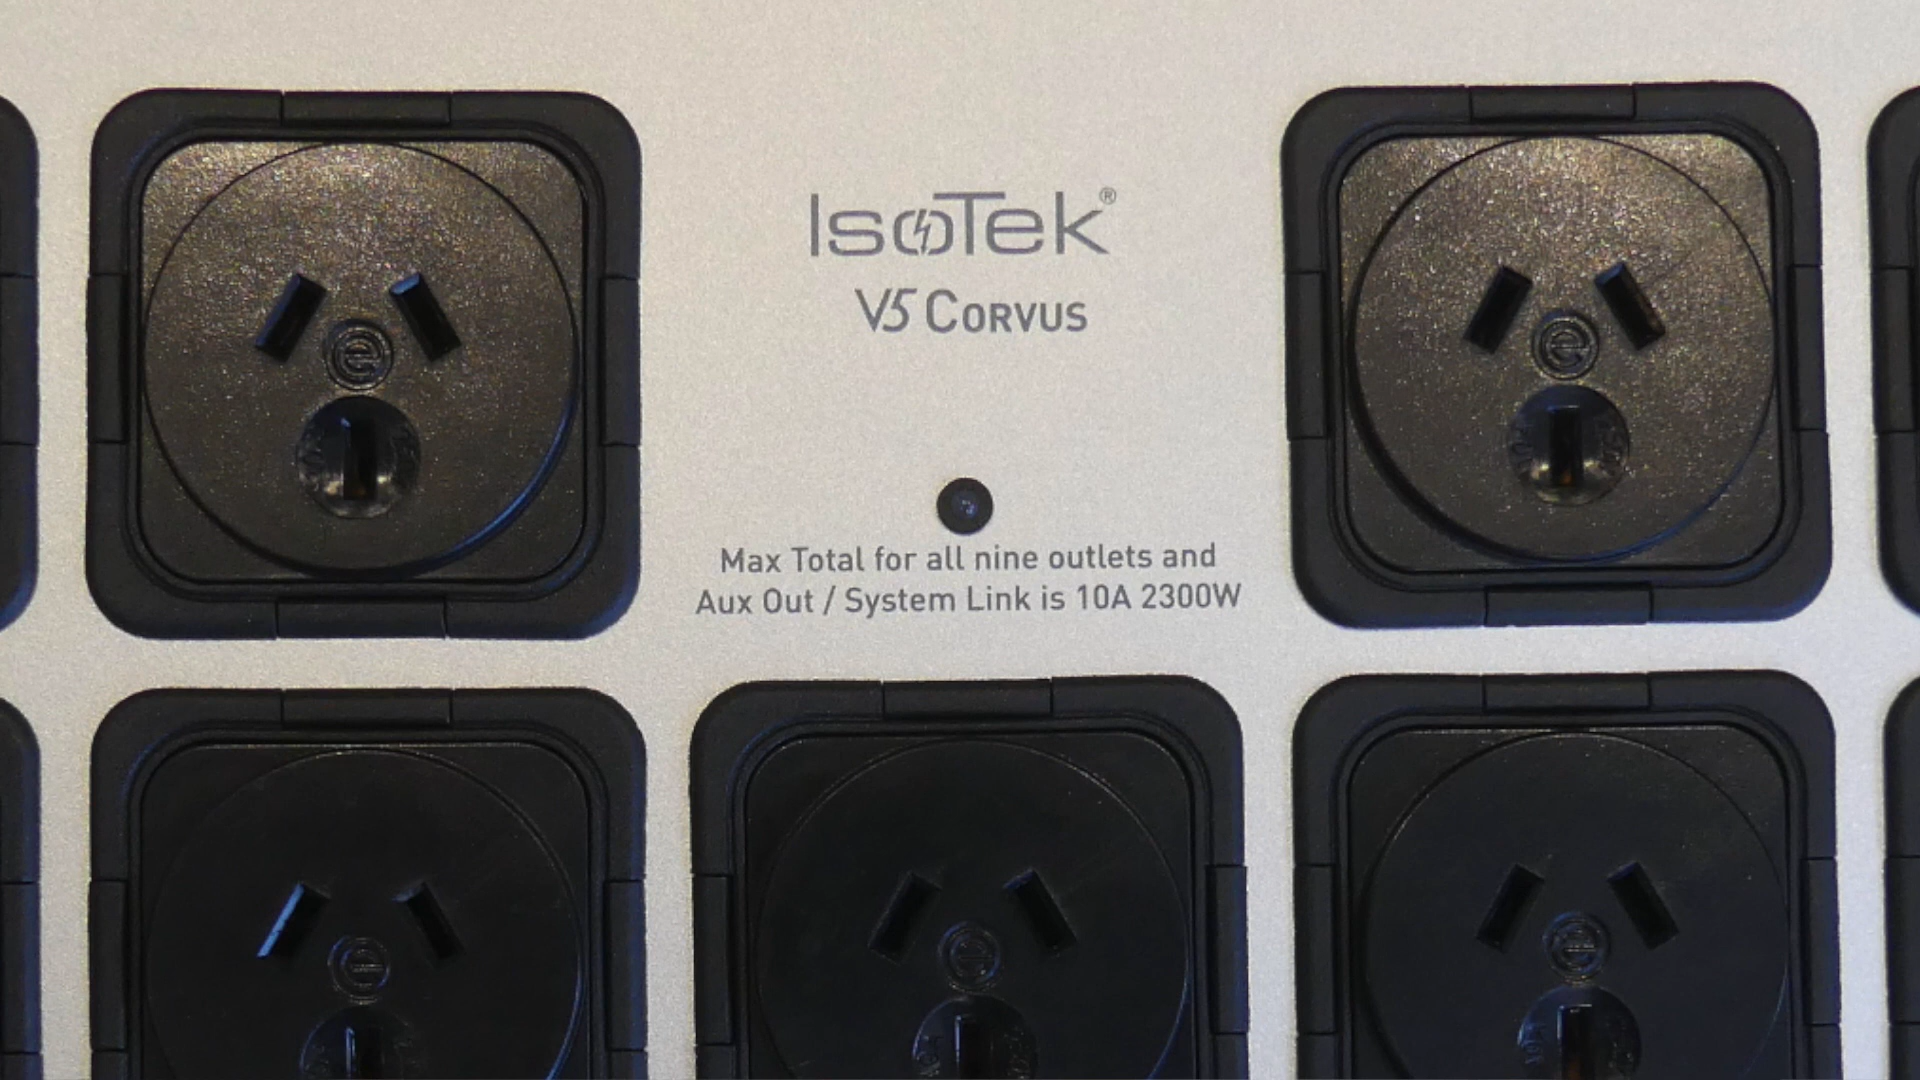 IsoTek®
V5 Corvus
Max Total for all nine outlets and
Aux Out / System Link is 10A 2300W